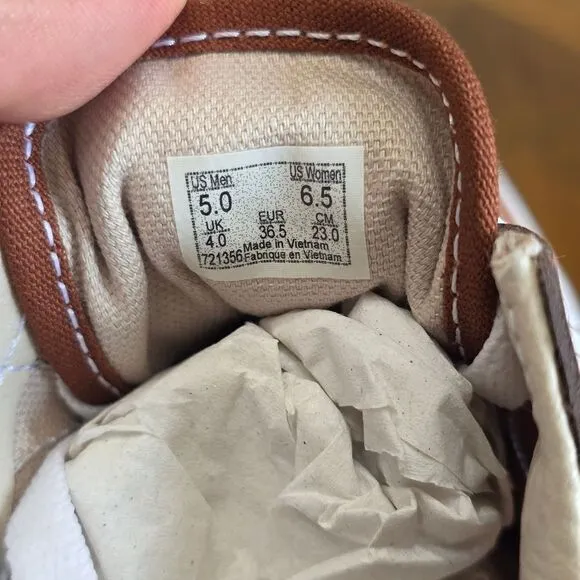 US Men US Women
5.0 6.5
UK EUR CM
4.0 36.5 23.0
Made in Vietnam
721356 Fabriqué en Vietnam